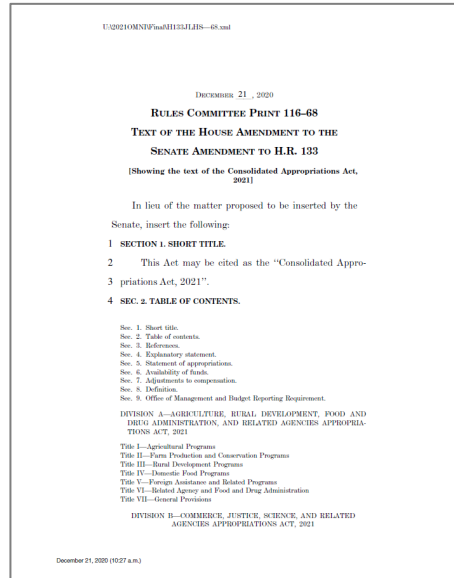 U:\2021OMNI\Final\H133JLHS—68.xml
DECEMBER 21, 2020
RULES COMMITTEE PRINT 116–68
TEXT OF THE HOUSE AMENDMENT TO THE
SENATE AMENDMENT TO H.R. 133
[Showing the text of the Consolidated Appropriations Act,
2021]
In lieu of the matter proposed to be inserted by the
Senate, insert the following:
1 SECTION 1. SHORT TITLE.
2 This Act may be cited as the ‘‘Consolidated Appro-
3 priations Act, 2021’’.
4 SEC. 2. TABLE OF CONTENTS.
Sec. 1. Short title.
Sec. 2. Table of contents.
Sec. 3. References.
Sec. 4. Explanatory statement.
Sec. 5. Statement of appropriations.
Sec. 6. Availability of funds.
Sec. 7. Adjustments to compensation.
Sec. 8. Definition.
Sec. 9. Office of Management and Budget Reporting Requirement.
DIVISION A—AGRICULTURE, RURAL DEVELOPMENT, FOOD AND
DRUG ADMINISTRATION, AND RELATED AGENCIES APPROPRIA-
TIONS ACT, 2021
Title I—Agricultural Programs
Title II—Farm Production and Conservation Programs
Title III—Rural Development Programs
Title IV—Domestic Food Programs
Title V—Foreign Assistance and Related Programs
Title VI—Related Agency and Food and Drug Administration
Title VII—General Provisions
DIVISION B—COMMERCE, JUSTICE, SCIENCE, AND RELATED
AGENCIES APPROPRIATIONS ACT, 2021
December 21, 2020 (10:27 a.m.)